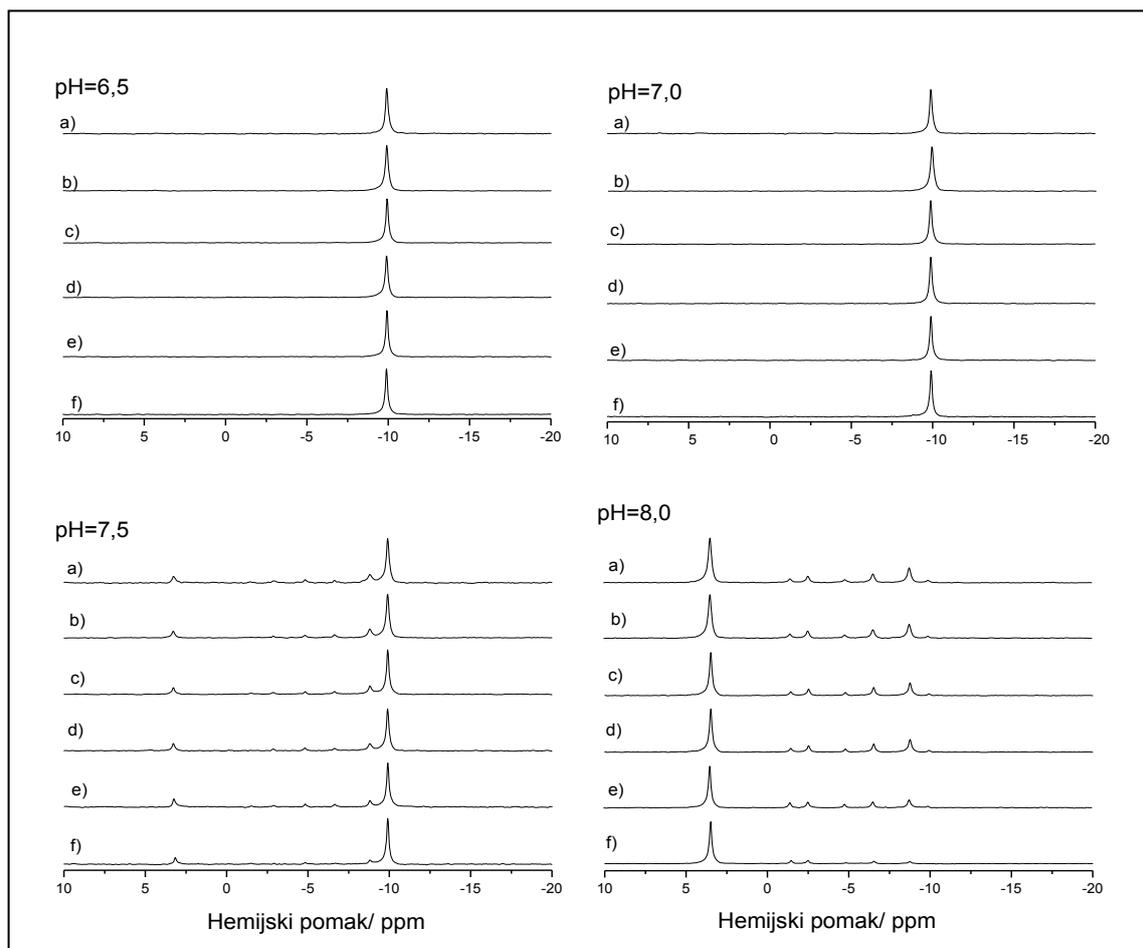 pH=6,5
a)
b)
c)
d)
e)
f)
10 5 0 -5 -10 -15 -20
pH=7,0
a)
b)
c)
d)
e)
f)
10 5 0 -5 -10 -15 -20
pH=7,5
a)
b)
c)
d)
e)
f)
10 5 0 -5 -10 -15 -20
Hemijski pomak/ ppm
pH=8,0
a)
b)
c)
d)
e)
f)
10 5 0 -5 -10 -15 -20
Hemijski pomak/ ppm